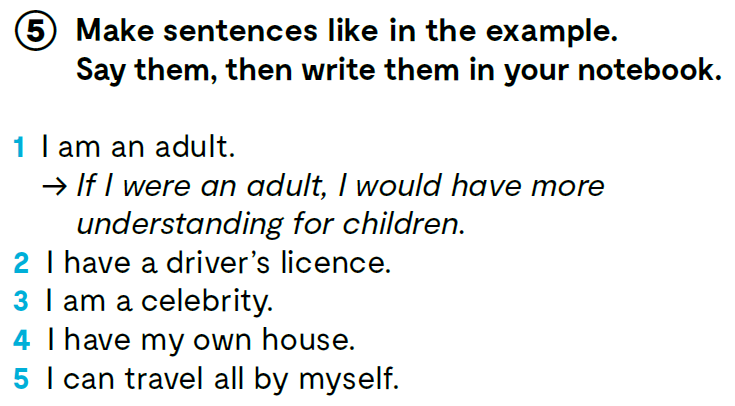 5 Make sentences like in the example.
Say them, then write them in your notebook.
1 I am an adult.
→ If I were an adult, I would have more
understanding for children.
2 I have a driver’s licence.
3 I am a celebrity.
4 I have my own house.
5 I can travel all by myself.